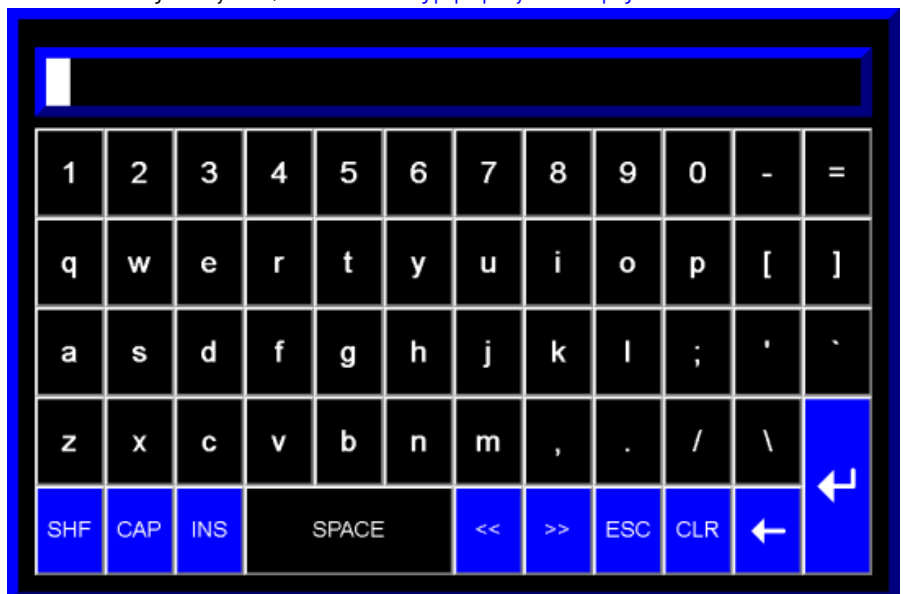 1 2 3 4 5 6 7 8 9 0 - =
q w e r t y u i o p [ ]
a s d f g h j k l ; ' `
z x c v b n m , . / \
SHF CAP INS SPACE << >> ESC CLR